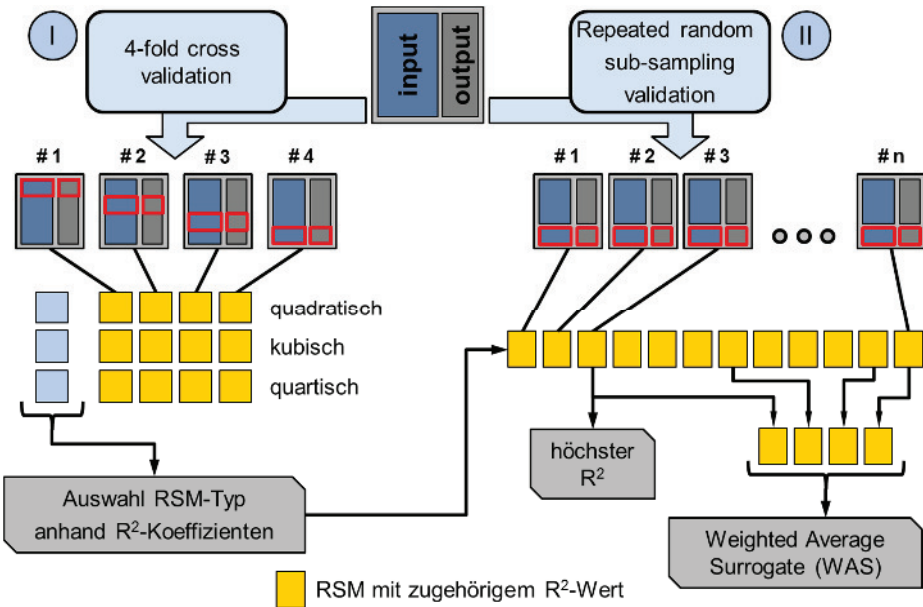 I
4-fold cross
validation
input
output
Repeated random
sub-sampling
validation
II
#1
#2
#3
#4
#1
#2
#3
#n
quadratisch
kubisch
quartisch
höchster
R²
Auswahl RSM-Typ
anhand R²-Koeffizienten
Weighted Average
Surrogate (WAS)
RSM mit zugehörigem R²-Wert